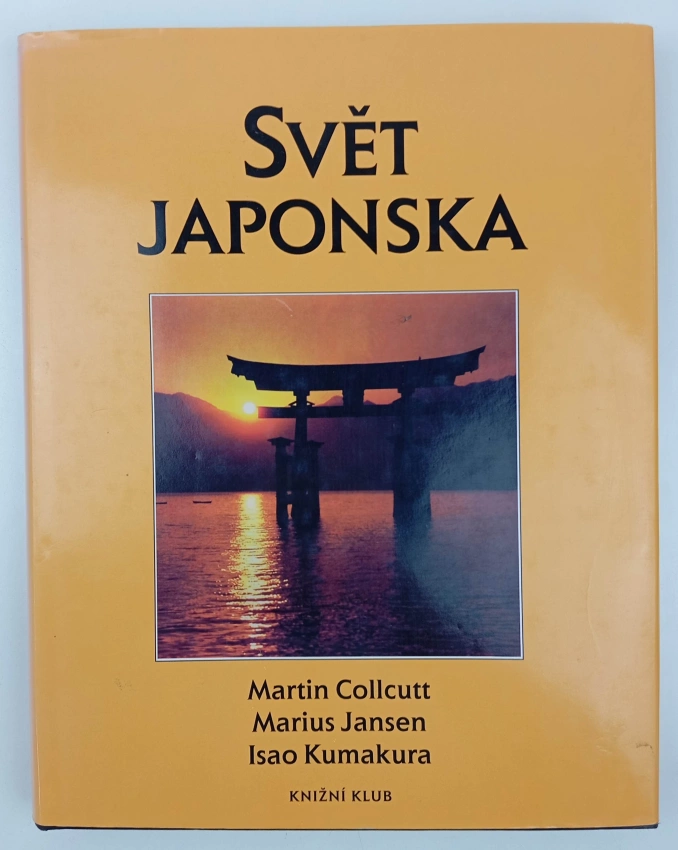 SVĚT
JAPONSKA
Martin Collcutt
Marius Jansen
Isao Kumakura
KNIŽNÍ KLUB